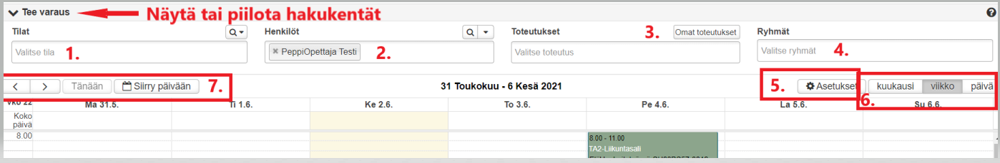 Tee varaus
Näytä tai piilota hakukentät
Tilat
Henkilöt
Toteutukset
3.
Omat toteutukset
Ryhmät
Valitse tila
1.
PeppiOpettaja Testi
2.
Valitse toteutus
Valitse ryhmät
4.
Tänään
Siirry päivään
7.
31 Toukokuu - 6 Kesä 2021
5.
Asetukset
kuukausi
viikko
päivä
6.
vko 22
Ma 31.5.
Ti 1.6.
Ke 2.6.
To 3.6.
Pe 4.6.
La 5.6.
Su 6.6.
Koko
päivä
8.00
8.00 - 11.00
TA2-Liikuntasali